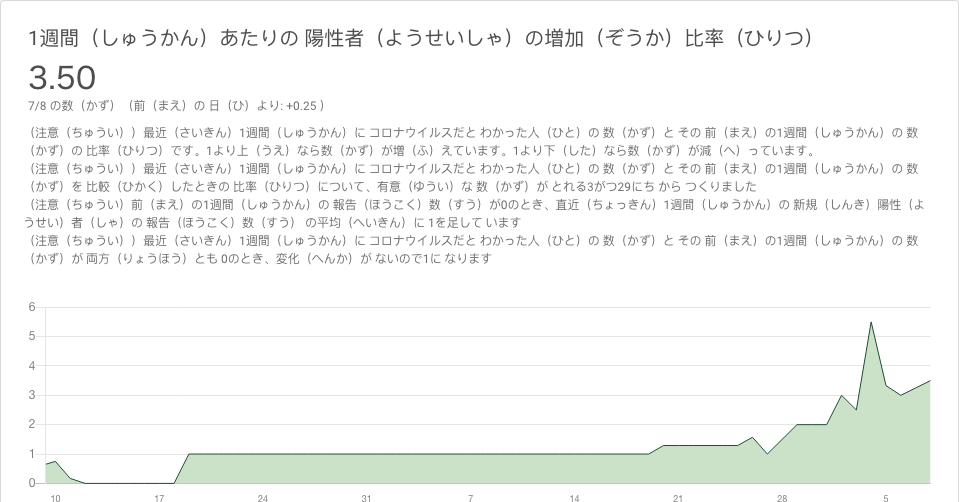 1週間（しゅうかん）あたりの 陽性者（ようせいしゃ）の増加（ぞうか）比率（ひりつ）
3.50
7/8 の数（かず）（前（まえ）の 日（ひ）より: +0.25 ）
（注意（ちゅうい））最近（さいきん）1週間（しゅうかん）に コロナウイルスだと わかった人（ひと）の 数（かず）と その 前（まえ）の1週間（しゅうかん）の 数
（かず）の 比率（ひりつ）です。1より上（うえ）なら数（かず）が増（ふ）えています。1より下（した）なら数（かず）が減（へ）っています。
（注意（ちゅうい））最近（さいきん）1週間（しゅうかん）に コロナウイルスだと わかった人（ひと）の 数（かず）と その 前（まえ）の1週間（しゅうかん）の 数
（かず）を 比較（ひかく）したときの 比率（ひりつ）について、有意（ゆうい）な 数（かず）が とれる3がつ29にち から つくりました
（注意（ちゅうい）前（まえ）の1週間（しゅうかん）の 報告（ほうこく）数（すう）が0のとき、直近（ちょっきん）1週間（しゅうかん）の 新規（しんき）陽性（よ
うせい）者（しゃ）の 報告（ほうこく）数（すう） の平均（へいきん）に 1を足して います
（注意（ちゅうい））最近（さいきん）1週間（しゅうかん）に コロナウイルスだと わかった人（ひと）の 数（かず）と その 前（まえ）の1週間（しゅうかん）の 数
（かず）が 両方（りょうほう）とも 0のとき、変化（へんか）が ないので1に なります
6
5
4
3
2
1
0
10 17 24 31 7 14 21 28 5